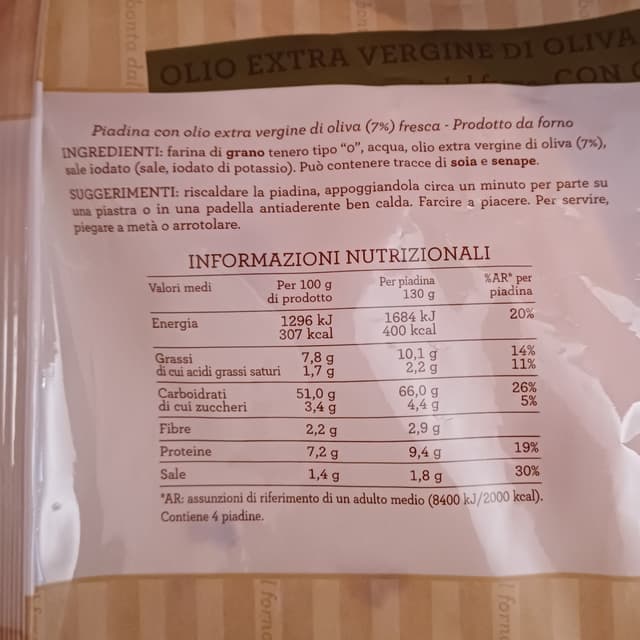 OLIO EXTRA VERGINE DI OLIVA
CON
Piadina con olio extra vergine di oliva (7%) fresca - Prodotto da forno
INGREDIENTI: farina di grano tenero tipo "0", acqua, olio extra vergine di oliva (7%),
sale iodato (sale, iodato di potassio). Può contenere tracce di soia e senape.
SUGGERIMENTI: riscaldare la piadina, appoggiandola circa un minuto per parte su
una piastra o in una padella antiaderente ben calda. Farcire a piacere. Per servire,
piegare a metà o arrotolare.
INFORMAZIONI NUTRIZIONALI
Valori medi Per 100 g di prodotto Per piadina 130 g %AR* per piadina
Energia 1296 kJ 1684 kJ 20%
307 kcal 400 kcal
Grassi 7,8 g 10,1 g 14%
di cui acidi grassi saturi 1,7 g 2,2 g 11%
Carboidrati 51,0 g 66,0 g 26%
di cui zuccheri 3,4 g 4,4 g 5%
Fibre 2,2 g 2,9 g
Proteine 7,2 g 9,4 g 19%
Sale 1,4 g 1,8 g 30%
*AR: assunzioni di riferimento di un adulto medio (8400 kJ/2000 kcal).
Contiene 4 piadine.